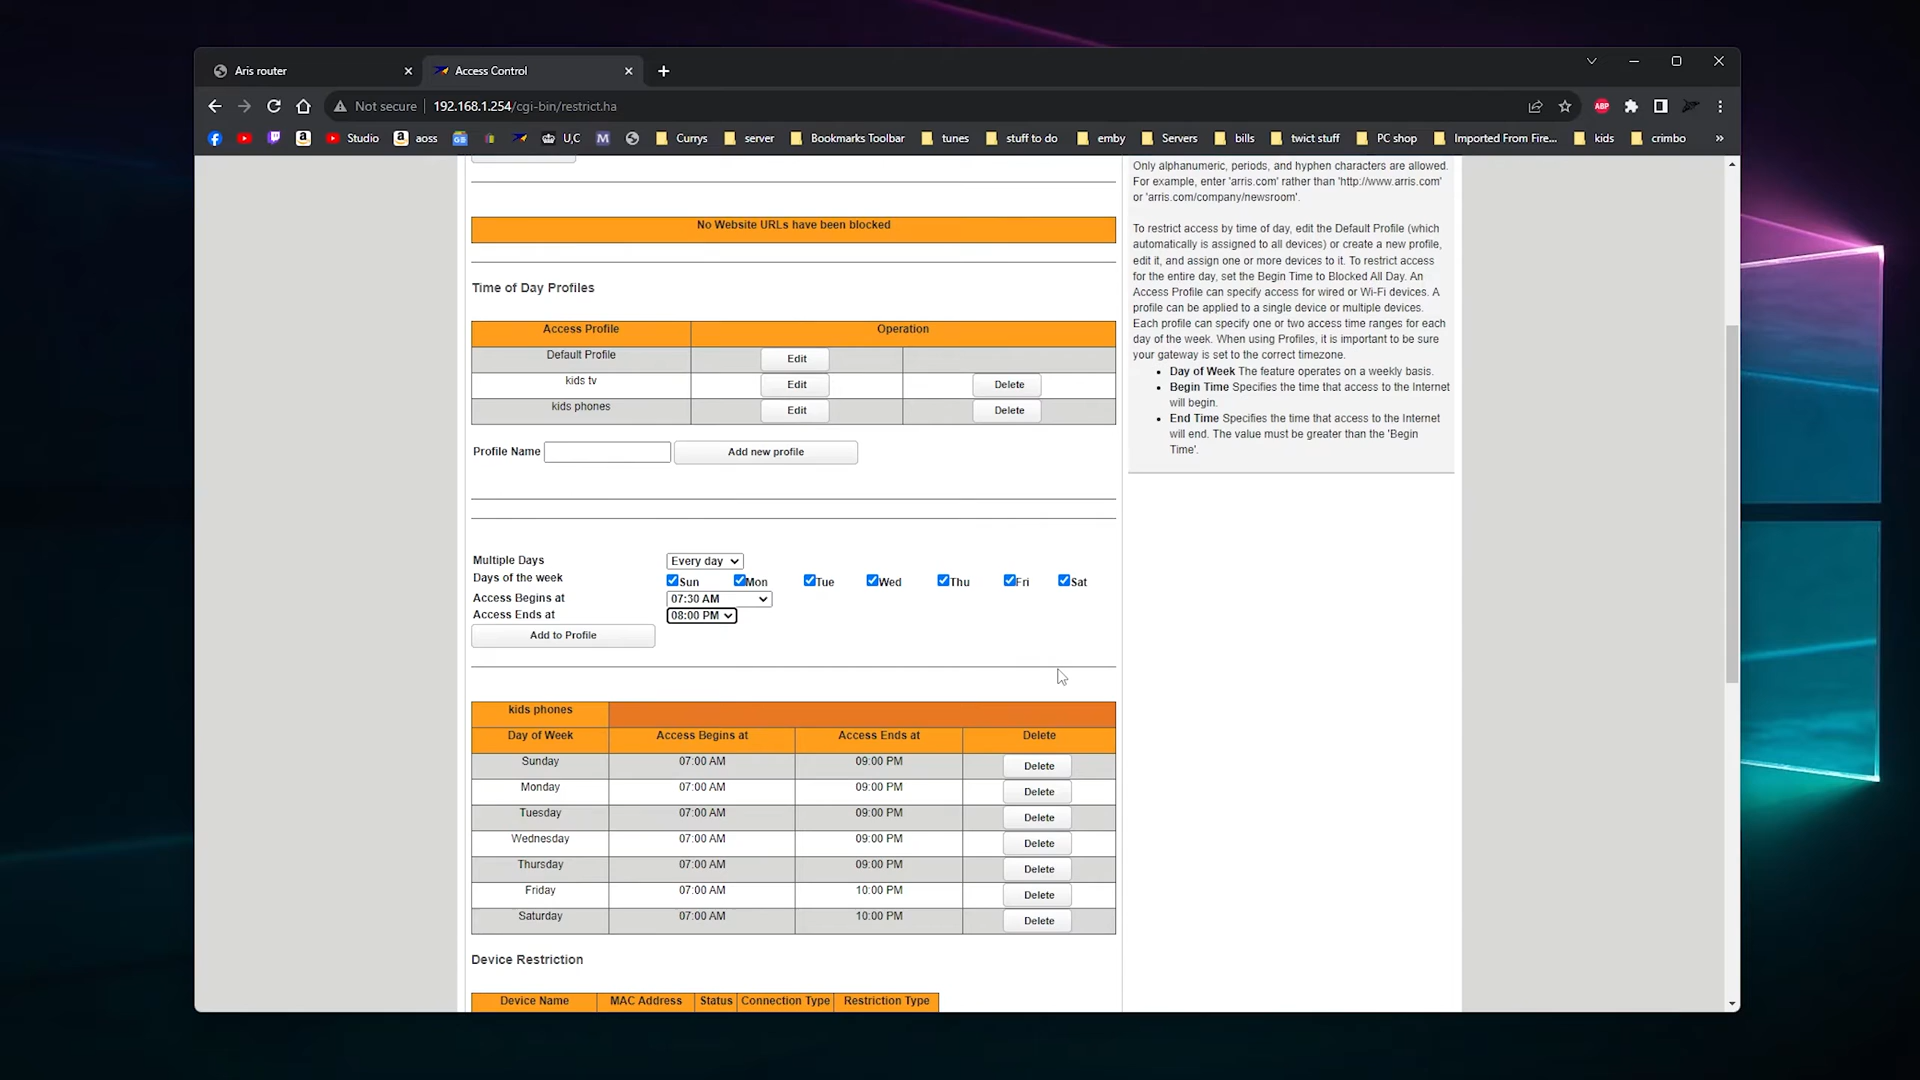 Aris router
Access Control
Not secure 192.168.1.254/cgi-bin/restrict.ha
ABP
Studio aoss U,C M Currys server Bookmarks Toolbar tunes stuff to do emby Servers bills twict stuff PC shop Imported From Fire... kids crimbo »
No Website URLs have been blocked
Time of Day Profiles
Access Profile Operation
Default Profile Edit
kids tv Edit Delete
kids phones Edit Delete
Profile Name Add new profile
Multiple Days Every day
Days of the week Sun Mon Tue Wed Thu Fri Sat
Access Begins at 07:30 AM
Access Ends at 08:00 PM
Add to Profile
kids phones
Day of Week Access Begins at Access Ends at Delete
Sunday 07:00 AM 09:00 PM Delete
Monday 07:00 AM 09:00 PM Delete
Tuesday 07:00 AM 09:00 PM Delete
Wednesday 07:00 AM 09:00 PM Delete
Thursday 07:00 AM 09:00 PM Delete
Friday 07:00 AM 10:00 PM Delete
Saturday 07:00 AM 10:00 PM Delete
Device Restriction
Device Name MAC Address Status Connection Type Restriction Type
Only alphanumeric, periods, and hyphen characters are allowed.
For example, enter 'arris.com' rather than 'http://www.arris.com'
or 'arris.com/company/newsroom'.
To restrict access by time of day, edit the Default Profile (which
automatically is assigned to all devices) or create a new profile,
edit it, and assign one or more devices to it. To restrict access
for the entire day, set the Begin Time to Blocked All Day. An
Access Profile can specify access for wired or Wi-Fi devices. A
profile can be applied to a single device or multiple devices.
Each profile can specify one or two access time ranges for each
day of the week. When using Profiles, it is important to be sure
your gateway is set to the correct timezone.
• Day of Week The feature operates on a weekly basis.
• Begin Time Specifies the time that access to the Internet
will begin.
• End Time Specifies the time that access to the Internet
will end. The value must be greater than the 'Begin
Time'.